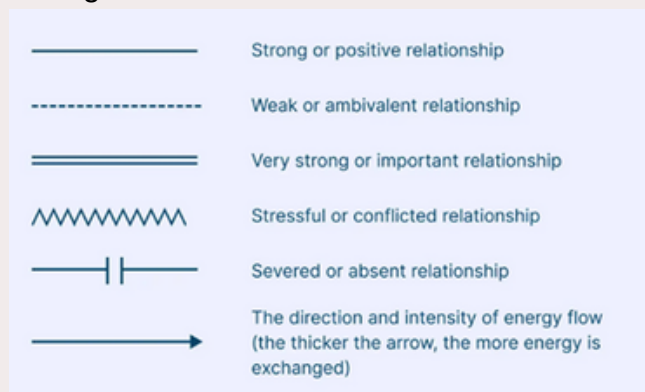 Strong or positive relationship
Weak or ambivalent relationship
Very strong or important relationship
Stressful or conflicted relationship
Severed or absent relationship
The direction and intensity of energy flow
(the thicker the arrow, the more energy is
exchanged)